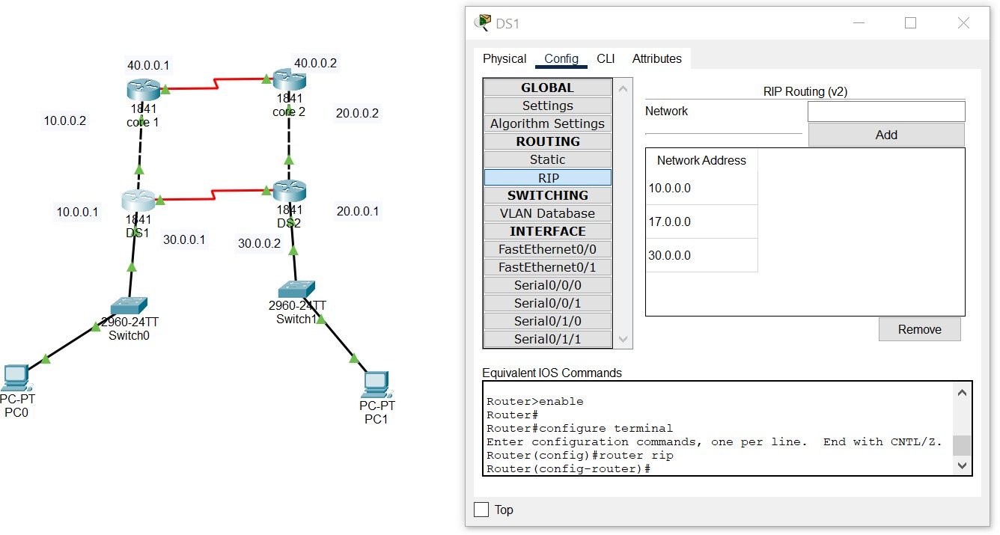 40.0.0.1
40.0.0.2
1841
core 1
1841
core 2
10.0.0.2
20.0.0.2
10.0.0.1
1841
DS1
30.0.0.1
30.0.0.2
1841
DS2
20.0.0.1
2960-24TT
Switch0
2960-24TT
Switch1
PC-PT
PC0
PC-PT
PC1
DS1
Physical Config CLI Attributes
GLOBAL
Settings
Algorithm Settings
ROUTING
Static
RIP
SWITCHING
VLAN Database
INTERFACE
FastEthernet0/0
FastEthernet0/1
Serial0/0/0
Serial0/0/1
Serial0/1/0
Serial0/1/1
RIP Routing (v2)
Network
Add
Network Address
10.0.0.0
17.0.0.0
30.0.0.0
Remove
Equivalent IOS Commands
Router>enable
Router#
Router#configure terminal
Enter configuration commands, one per line. End with CNTL/Z.
Router(config)#router rip
Router(config-router)#
Top